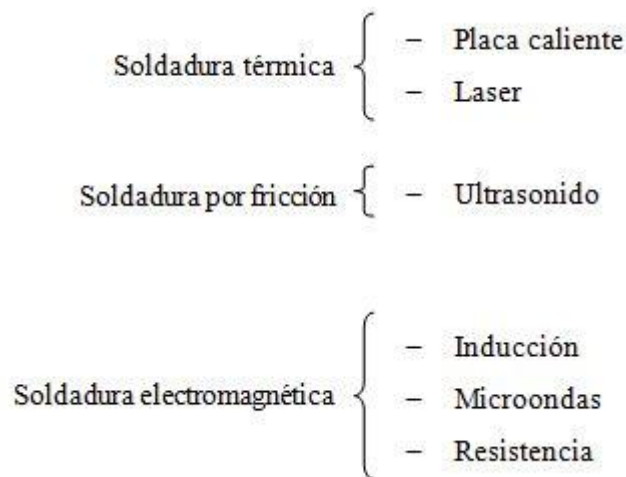 Soldadura térmica
– Placa caliente
– Laser
Soldadura por fricción
– Ultrasonido
Soldadura electromagnética
– Inducción
– Microondas
– Resistencia